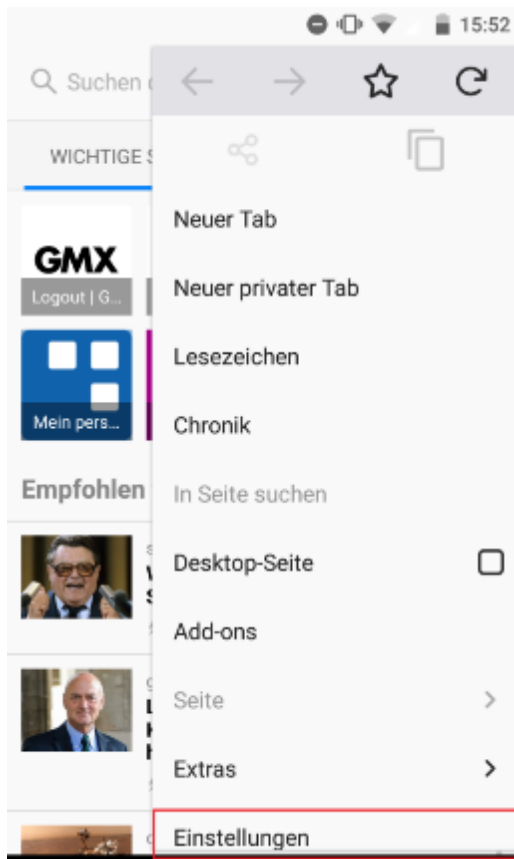 15:52
Suchen
WICHTIGE
GMX
Logout | G...
Mein pers...
Neuer Tab
Neuer privater Tab
Lesezeichen
Chronik
Empfohlen
In Seite suchen
Desktop-Seite
Add-ons
Seite
Extras
Einstellungen